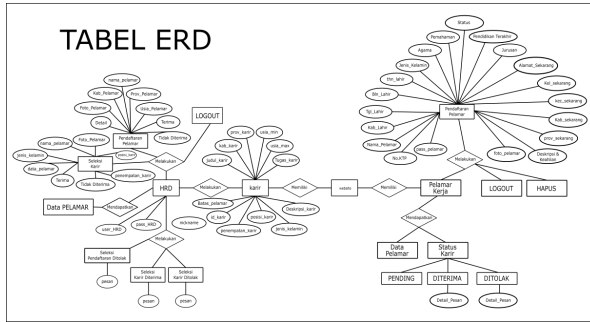 TABEL ERD
Status
Pemahaman
Pendidikan Terakhir
Agama
Jurusan
Jenis_Kelamin
Alamat_Sekarang
thn_lahir
Kel_sekarang
Bln_Lahir
kec_sekarang
Tgl_Lahir
Kab_sekarang
Kab_Lahir
prov_sekarang
Nama_Pelamar
Deskripsi &
Keahlian
No.KTP
pass_pelamar
foto_pelamar
Pendaftaran
Pelamar
nama_pelamar
Kab_Pelamar
Prov_Pelamar
Foto_Pelamar
Usia_Pelamar
Detail
Terima
Tidak Diterima
Pendaftaran
Pelamar
LOGOUT
Foto_Pelamar
nama_pelamar
jenis_kelamin
data_pelamar
Terima
Tidak Diterima
penempatan_karir
posisi_karir
Seleksi
Karir
Melakukan
HRD
Melakukan
karir
Memiliki
website
Memiliki
Pelamar
Kerja
Melakukan
LOGOUT
HAPUS
prov_karir
usia_min
kab_karir
usia_max
judul_karir
Tugas_karir
Batas_pelamar
Deskripsi_karir
id_karir
posisi_karir
penempatan_karir
jenis_kelamin
Data PELAMAR
Mendapatkan
user_HRD
pass_HRD
nickname
Melakukan
Seleksi
Pendaftaran Ditolak
Seleksi
Karir Diterima
Seleksi
Karir Ditolak
pesan
pesan
pesan
Mendapatkan
Data
Pelamar
Status
Karir
PENDING
DITERIMA
DITOLAK
Detail_Pesan
Detail_Pesan